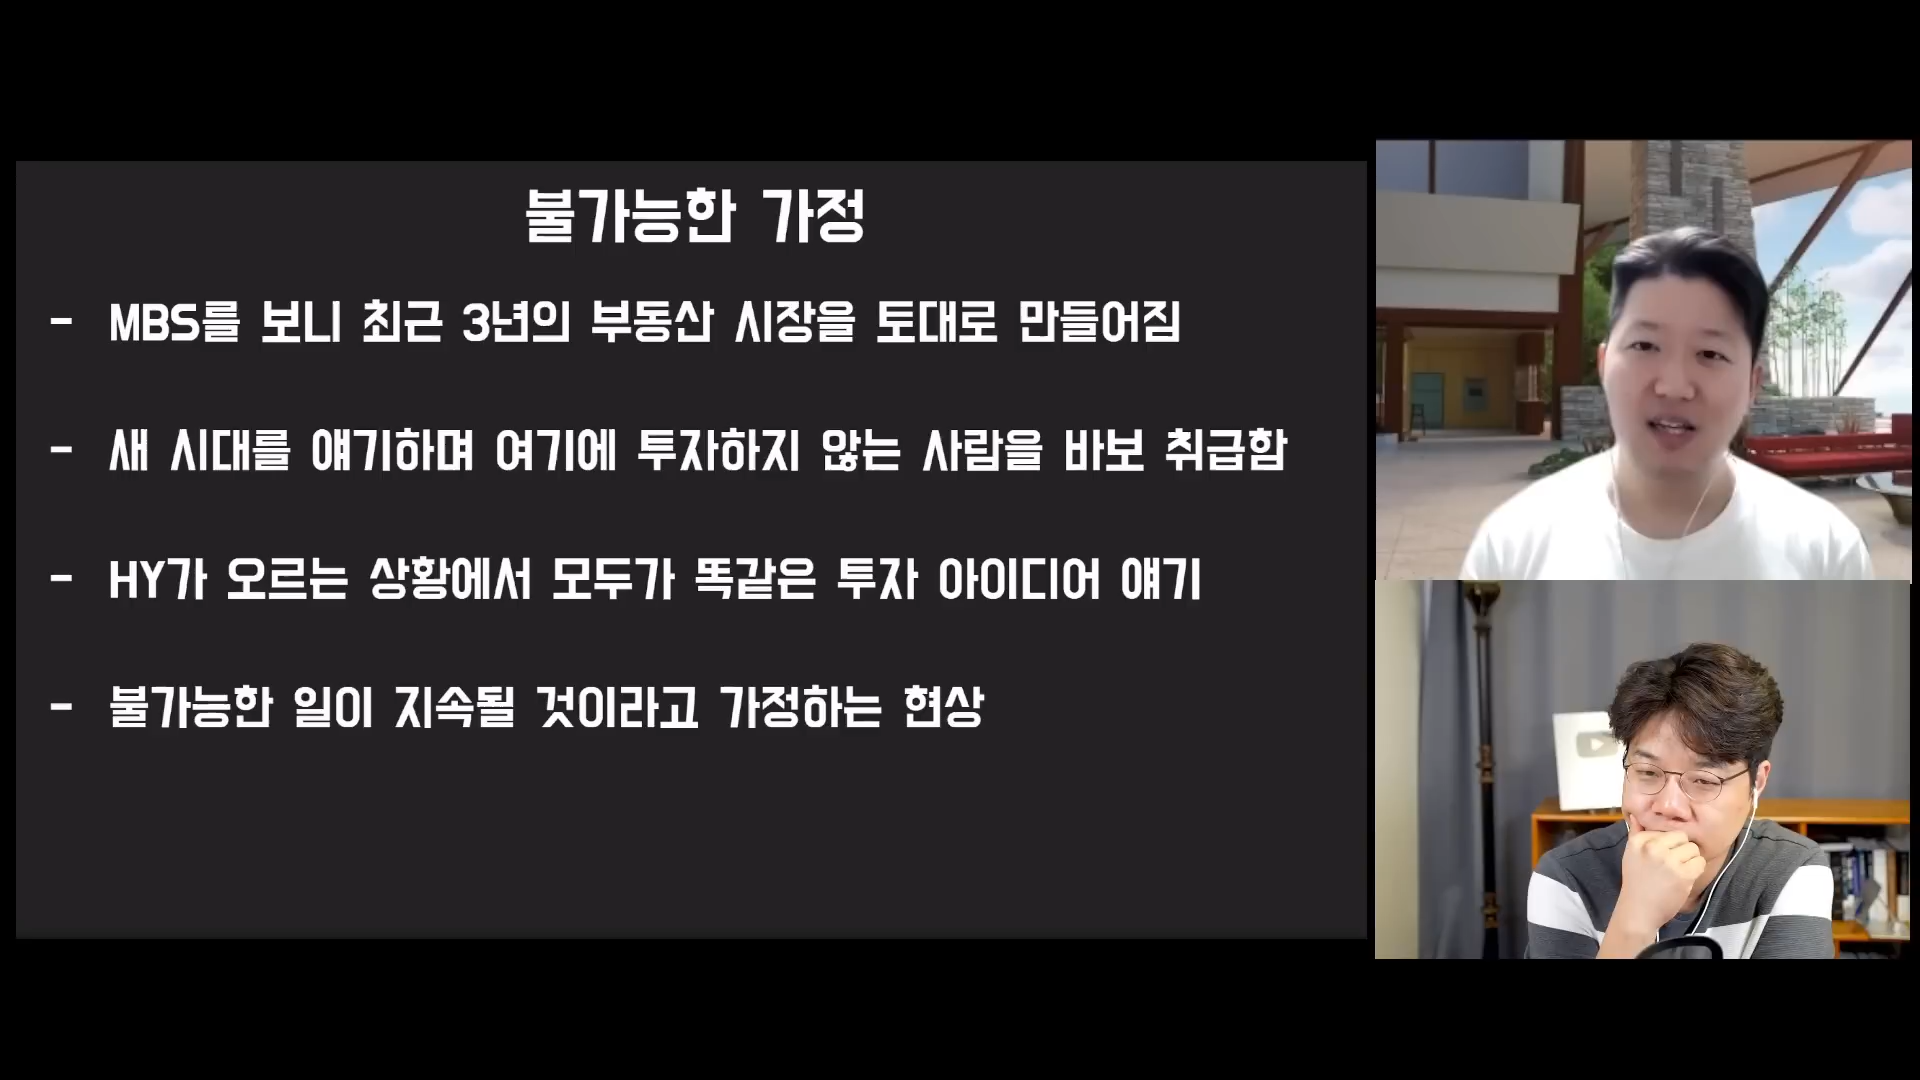 불가능한 가정
- MBS를 보니 최근 3년의 부동산 시장을 토대로 만들어짐
- 새 시대를 얘기하며 여기에 투자하지 않는 사람을 바보 취급함
- HY가 오르는 상황에서 모두가 똑같은 투자 아이디어 얘기
- 불가능한 일이 지속될 것이라고 가정하는 현상